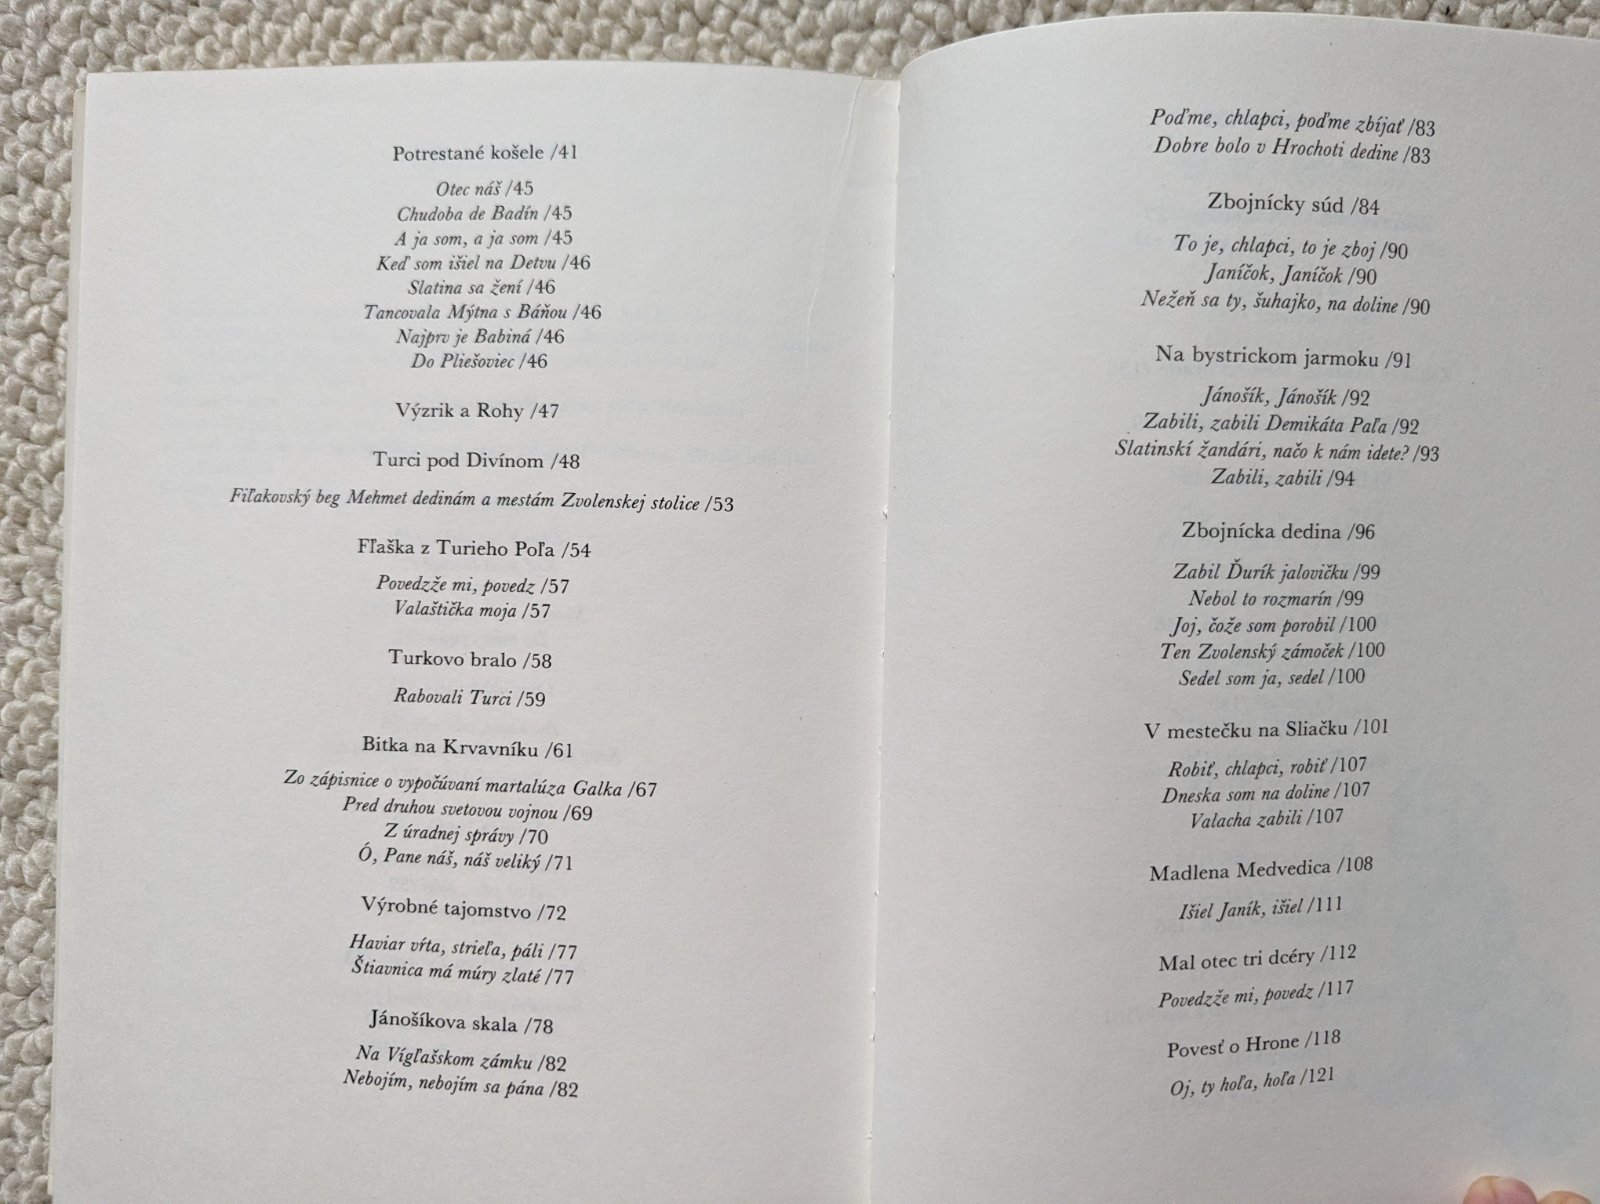 Potrestané košele /41
Otec náš /45
Chudoba de Badín /45
A ja som, a ja som /45
Keď som išiel na Detvu /46
Slatina sa žení /46
Tancovala Mýtna s Báňou /46
Najprv je Babiná /46
Do Pliešoviec /46
Výzrik a Rohy /47
Turci pod Divínom /48
Fiľakovský beg Mehmet dedinám a mestám Zvolenskej stolice /53
Fľaška z Turieho Poľa /54
Povedzže mi, povedz /57
Valaštička moja /57
Turkovo bralo /58
Rabovali Turci /59
Bitka na Krvavníku /61
Zo zápisnice o vypočúvaní martalúza Galka /67
Pred druhou svetovou vojnou /69
Z úradnej správy /70
Ó, Pane náš, náš veliký /71
Výrobné tajomstvo /72
Haviar vŕta, strieľa, páli /77
Štiavnica má múry zlaté /77
Jánošíkova skala /78
Na Vígľašskom zámku /82
Nebojím, nebojím sa pána /82
Poďme, chlapci, poďme zbíjať /83
Dobre bolo v Hrochoti dedine /83
Zbojnícky súd /84
To je, chlapci, to je zboj /90
Janíčok, Janíčok /90
Nežeň sa ty, šuhajko, na doline /90
Na bystrickom jarmoku /91
Jánošík, Jánošík /92
Zabili, zabili Demikáta Paľa /92
Slatinskí žandári, načo k nám idete? /93
Zabili, zabili /94
Zbojnícka dedina /96
Zabil Ďurík jalovičku /99
Nebol to rozmarín /99
Joj, čože som porobil /100
Ten Zvolenský zámoček /100
Sedel som ja, sedel /100
V mestečku na Sliačku /101
Robiť, chlapci, robiť /107
Dneska som na doline /107
Valacha zabili /107
Madlena Medvedica /108
Išiel Janík, išiel /111
Mal otec tri dcéry /112
Povedzže mi, povedz /117
Povesť o Hrone /118
Oj, ty hoľa, hoľa /121